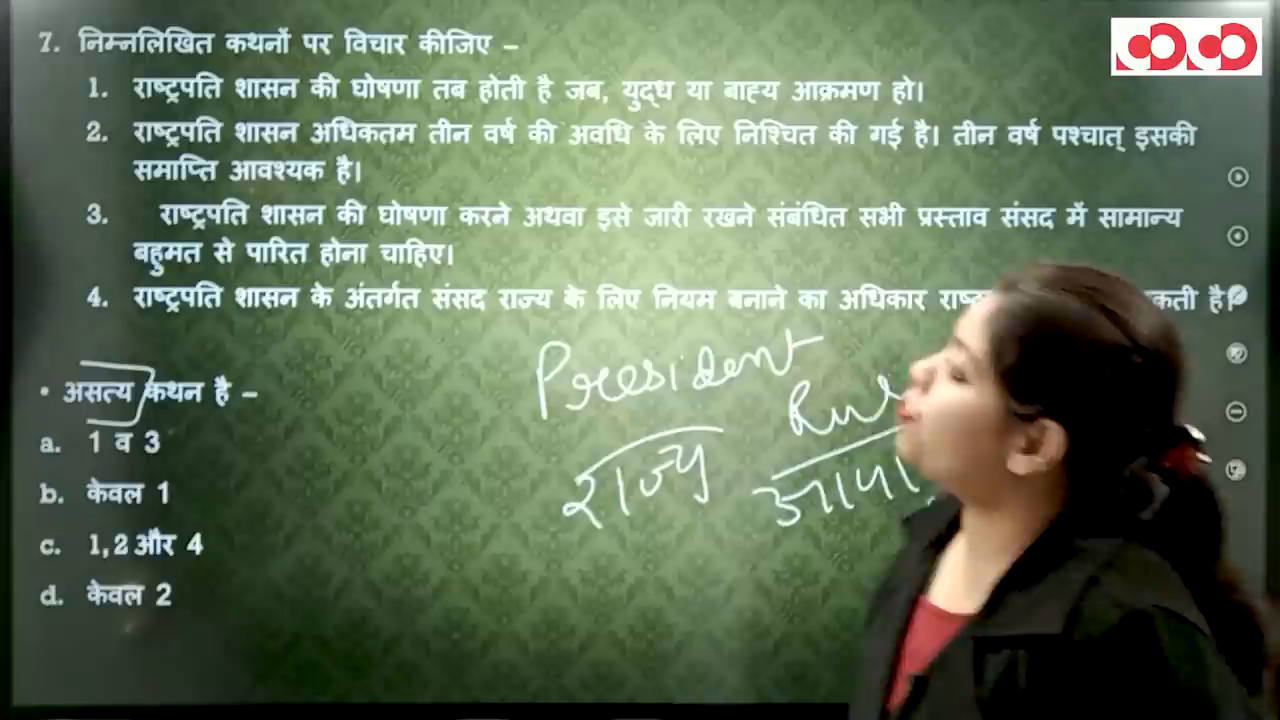 7. निम्नलिखित कथनों पर विचार कीजिए –
1. राष्ट्रपति शासन की घोषणा तब होती है जब, युद्ध या बाह्य आक्रमण हो।
2. राष्ट्रपति शासन अधिकतम तीन वर्ष की अवधि के लिए निश्चित की गई है। तीन वर्ष पश्चात् इसकी
समाप्ति आवश्यक है।
3. राष्ट्रपति शासन की घोषणा करने अथवा इसे जारी रखने संबंधित सभी प्रस्ताव संसद में सामान्य
बहुमत से पारित होना चाहिए।
4. राष्ट्रपति शासन के अंतर्गत संसद राज्य के लिए नियम बनाने का अधिकार
President
राज्य
• असत्य कथन है –
a. 1 व 3
b. केवल 1
c. 1,2 और 4
d. केवल 2